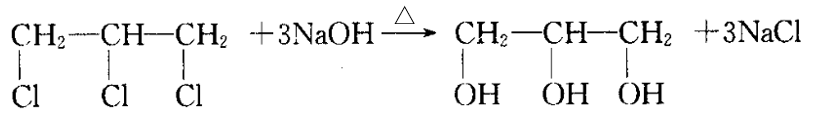 CH₂—CH—CH₂ +3NaOH △→ CH₂—CH—CH₂ +3NaCl
Cl Cl Cl OH OH OH